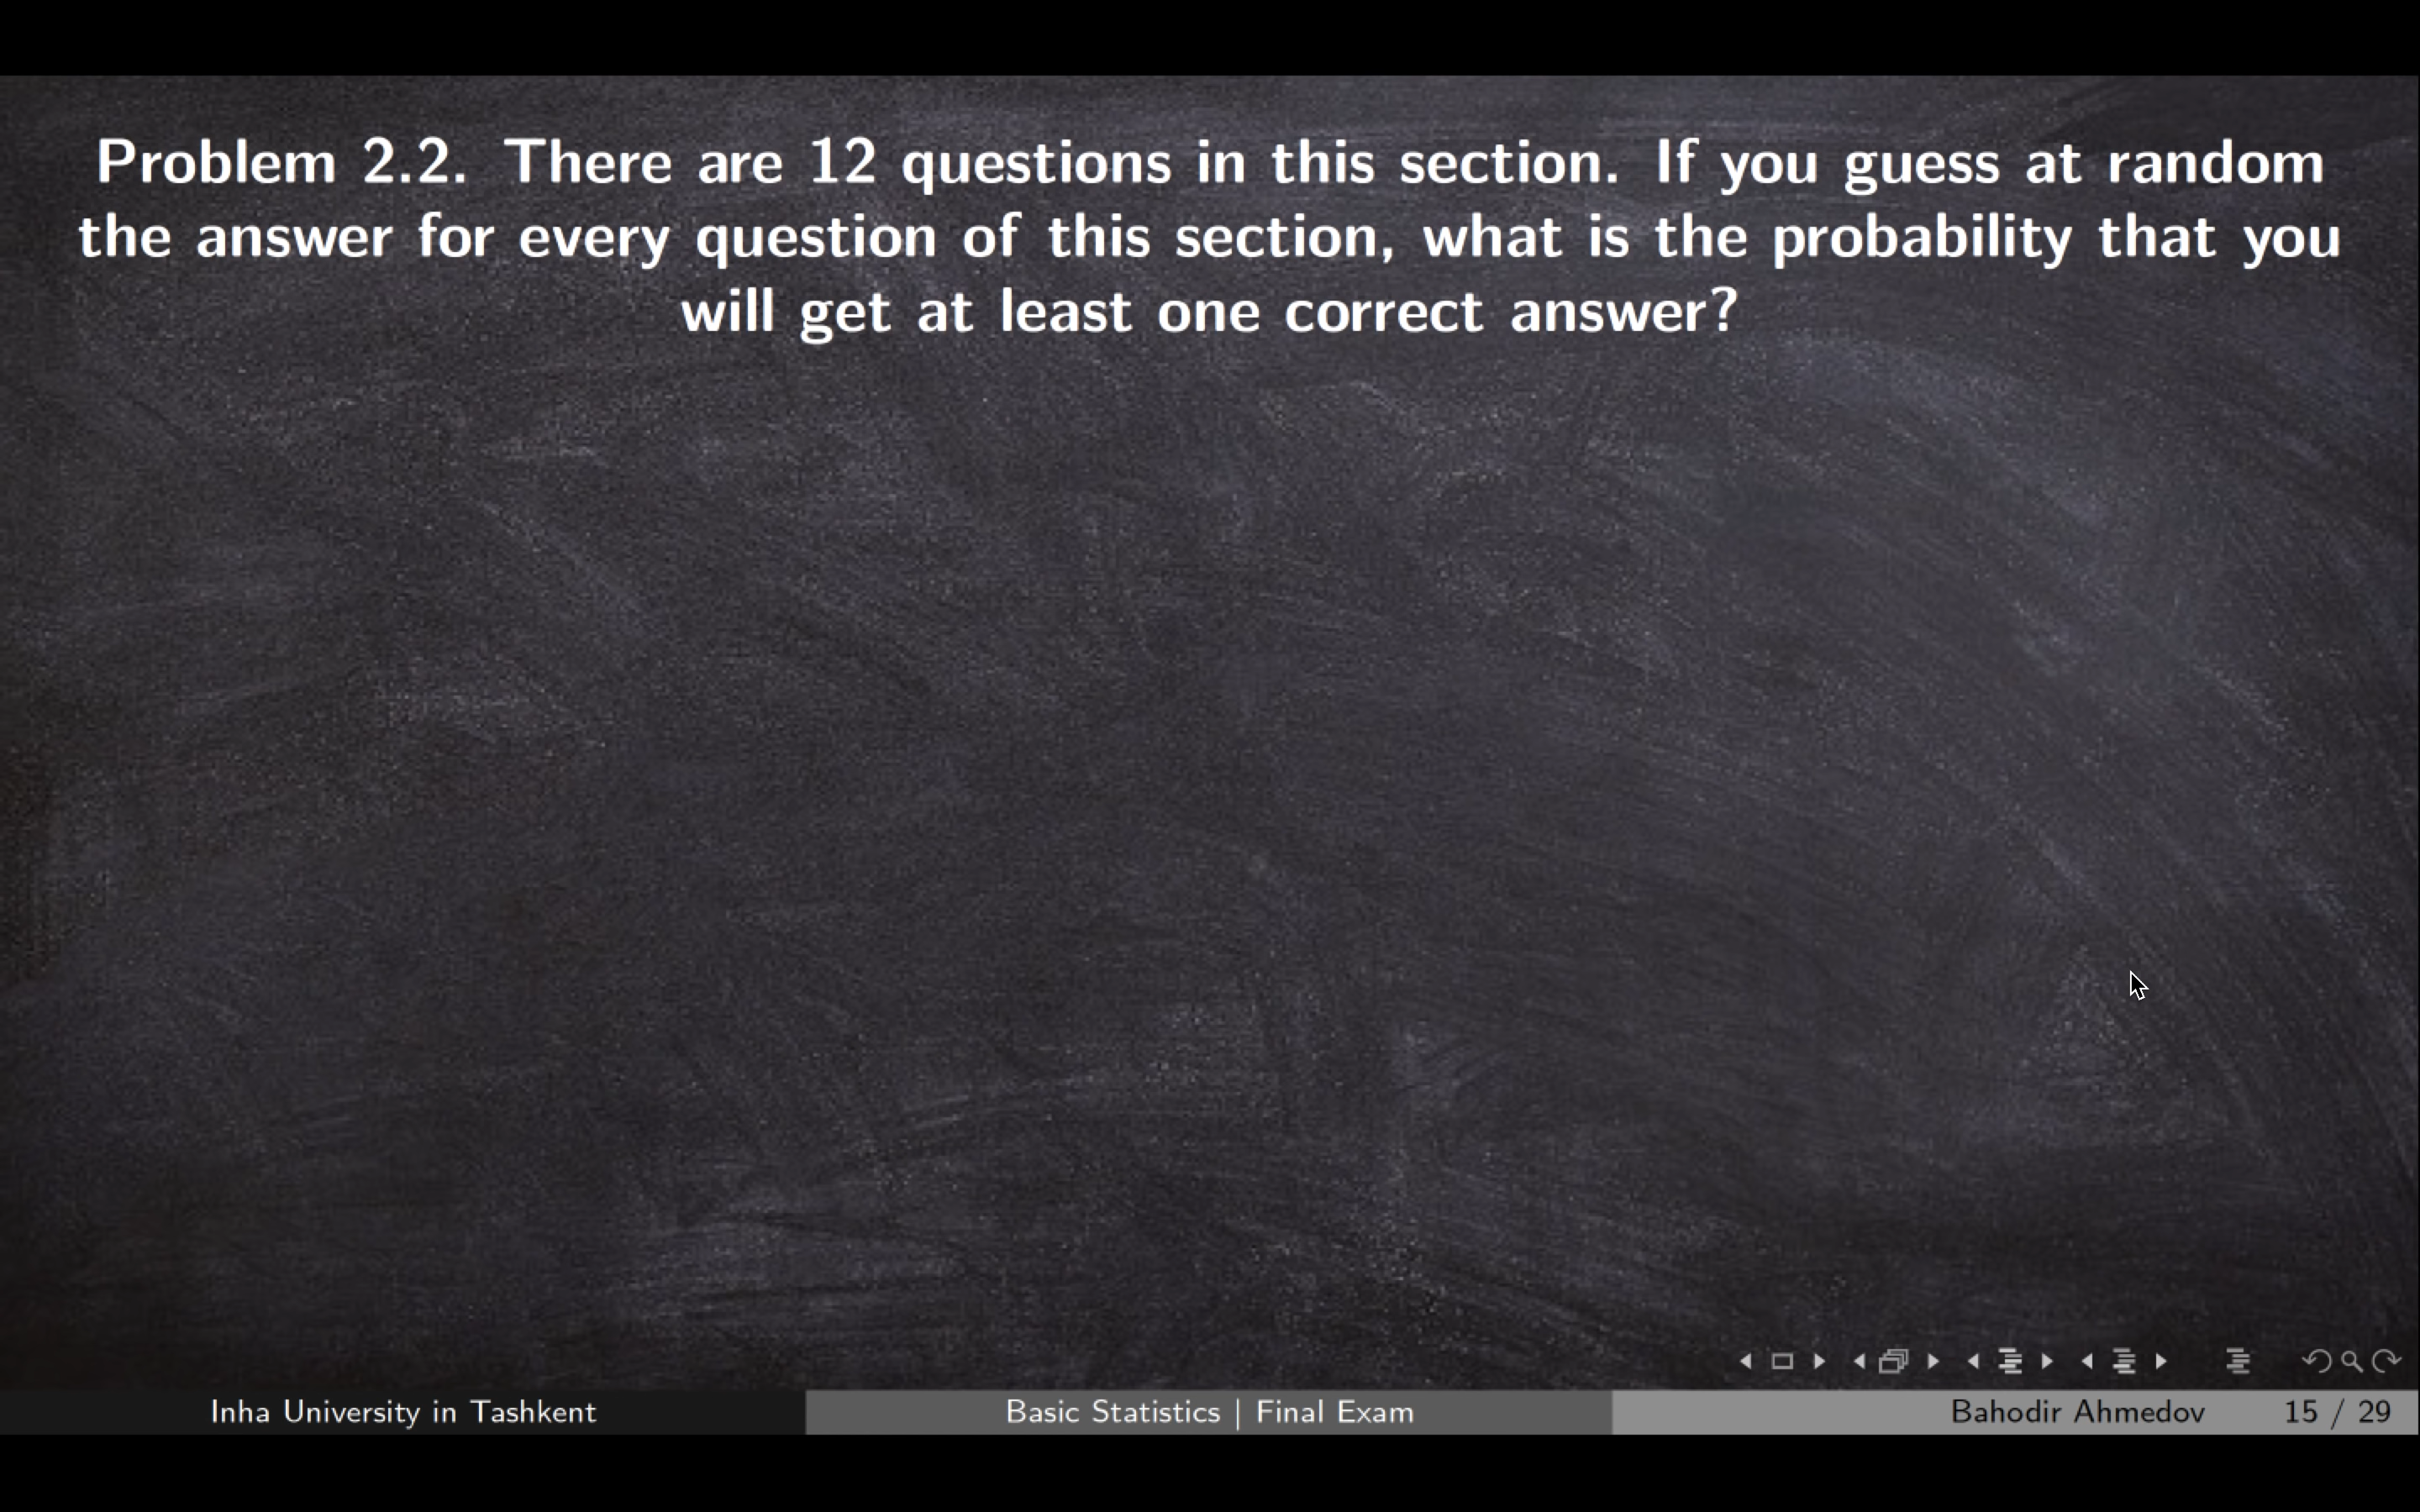 Problem 2.2. There are 12 questions in this section. If you guess at random
the answer for every question of this section, what is the probability that you
will get at least one correct answer?
Inha University in Tashkent
Basic Statistics | Final Exam
Bahodir Ahmedov 15 / 29